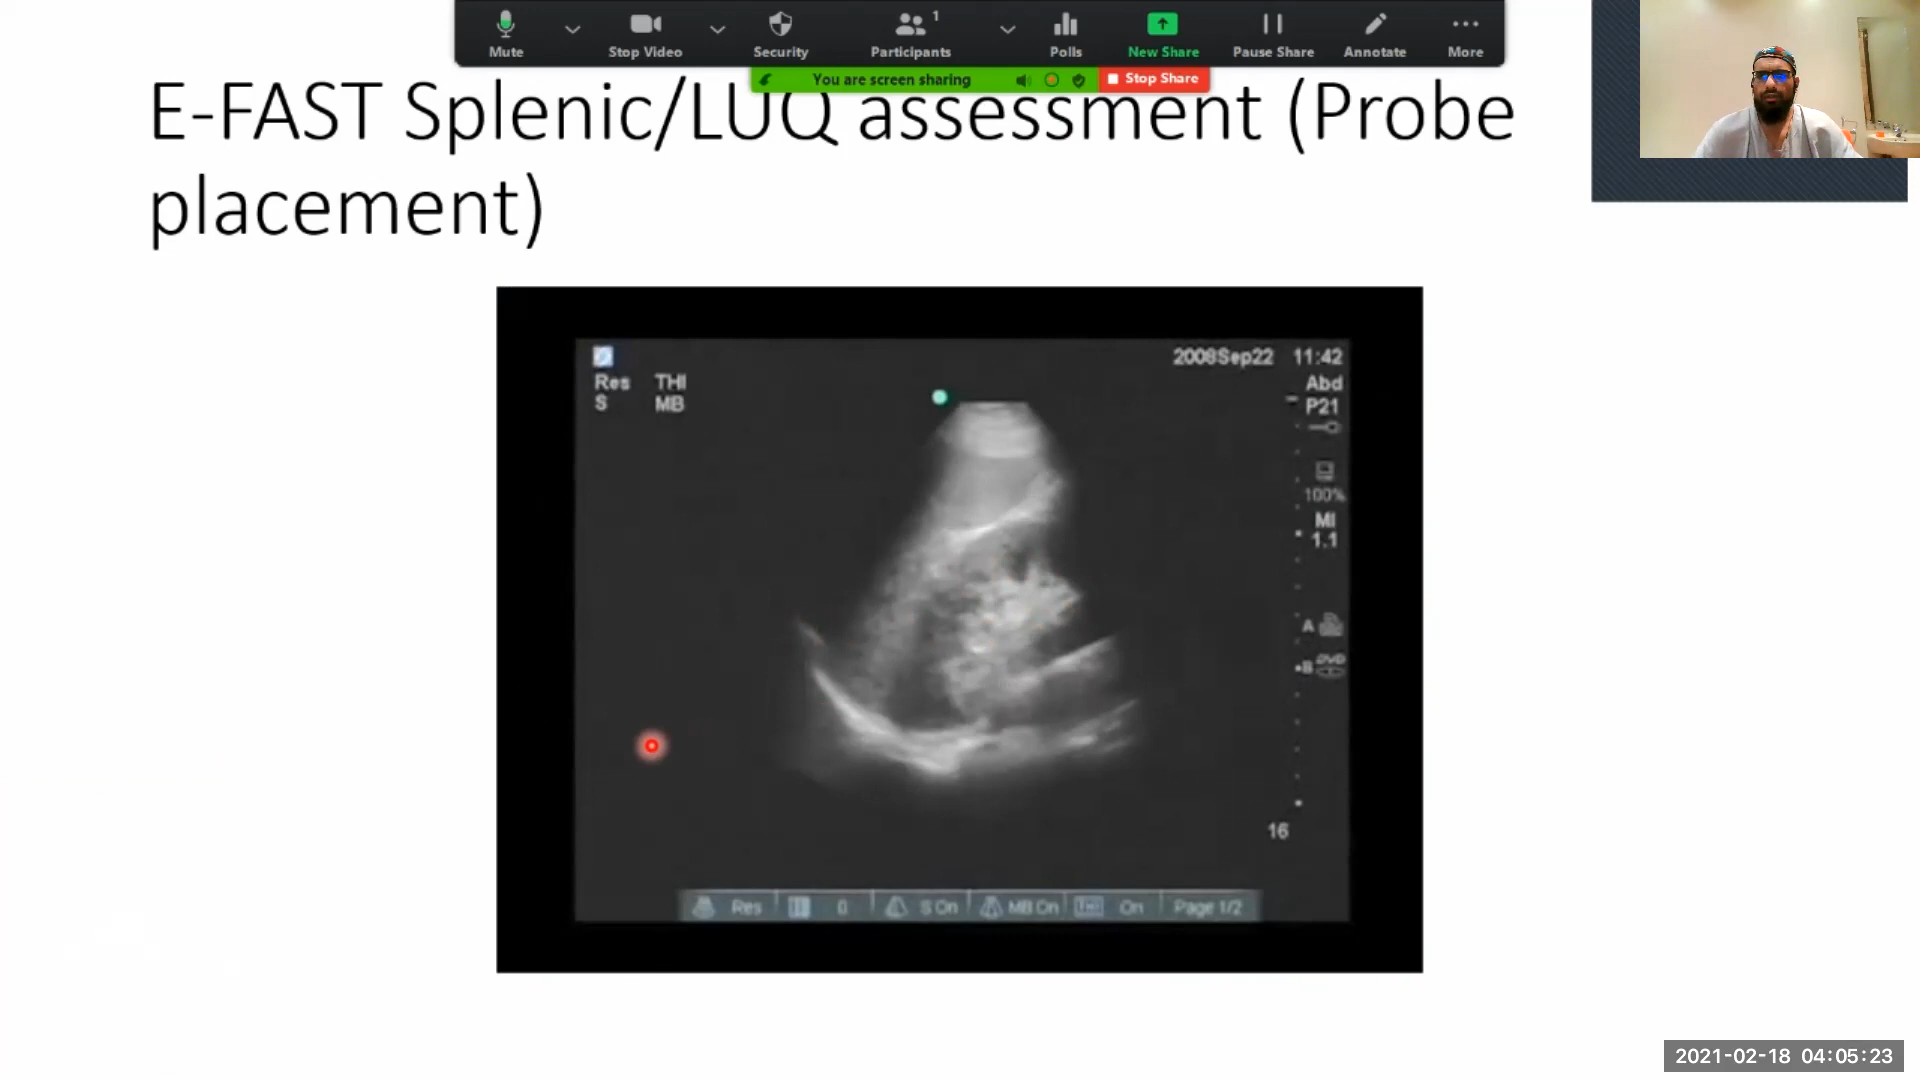 1
Mute
Stop Video
Security
Participants
Polls
New Share
Pause Share
Annotate
More
You are screen sharing
Stop Share
E-FAST Splenic/LUQ assessment (Probe
placement)
2008Sep22 11:42
Res THI
S MB
Abd
P21
100%
MI
1.1
A
B DVD
16
Res 0 S On MB On On Page 1/2
2021-02-18 04:05:23